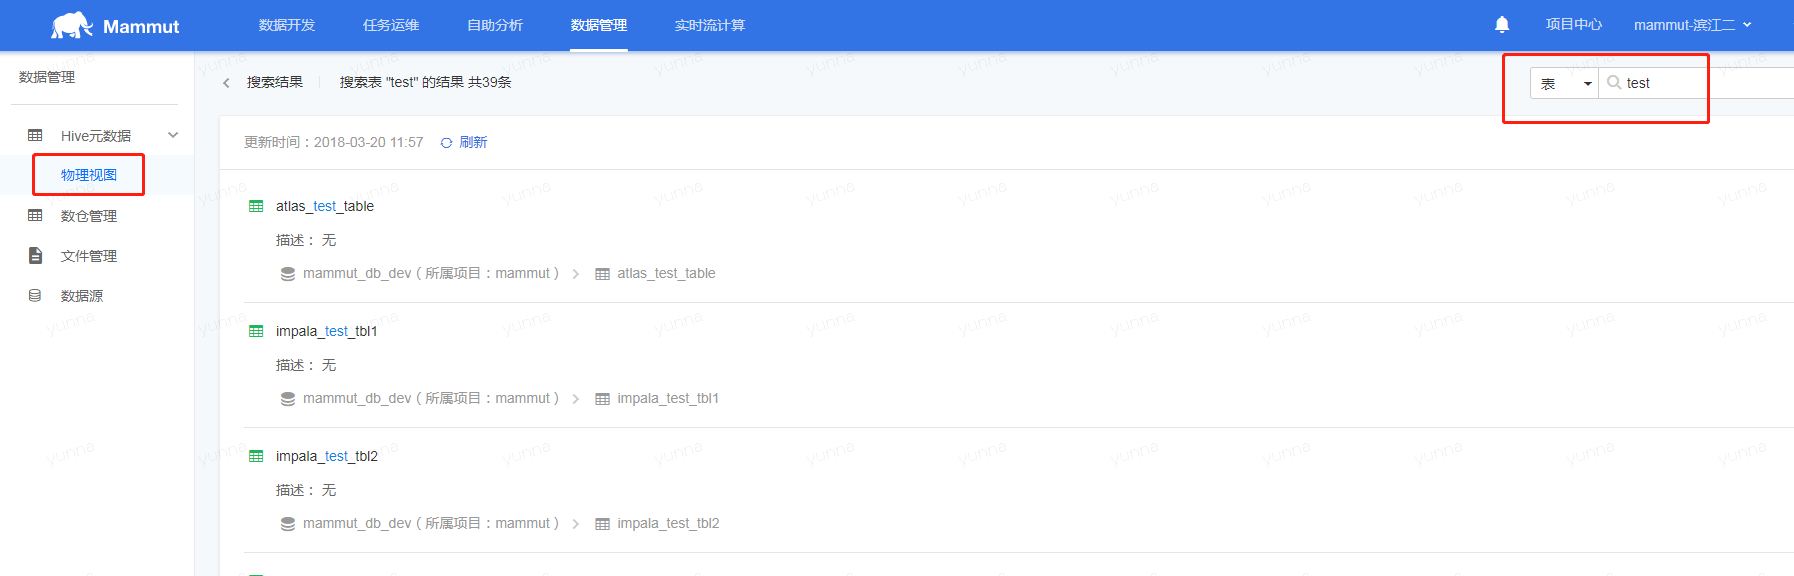 Mammut
数据开发
任务运维
自助分析
数据管理
实时流计算
项目中心
mammut-滨江二
数据管理
搜索结果
搜索表 "test" 的结果 共39条
表
test
Hive元数据
物理视图
数仓管理
文件管理
数据源
更新时间：2018-03-20 11:57
刷新
atlas_test_table
描述： 无
mammut_db_dev（所属项目：mammut）
atlas_test_table
impala_test_tbl1
描述： 无
mammut_db_dev（所属项目：mammut）
impala_test_tbl1
impala_test_tbl2
描述： 无
mammut_db_dev（所属项目：mammut）
impala_test_tbl2
yunna